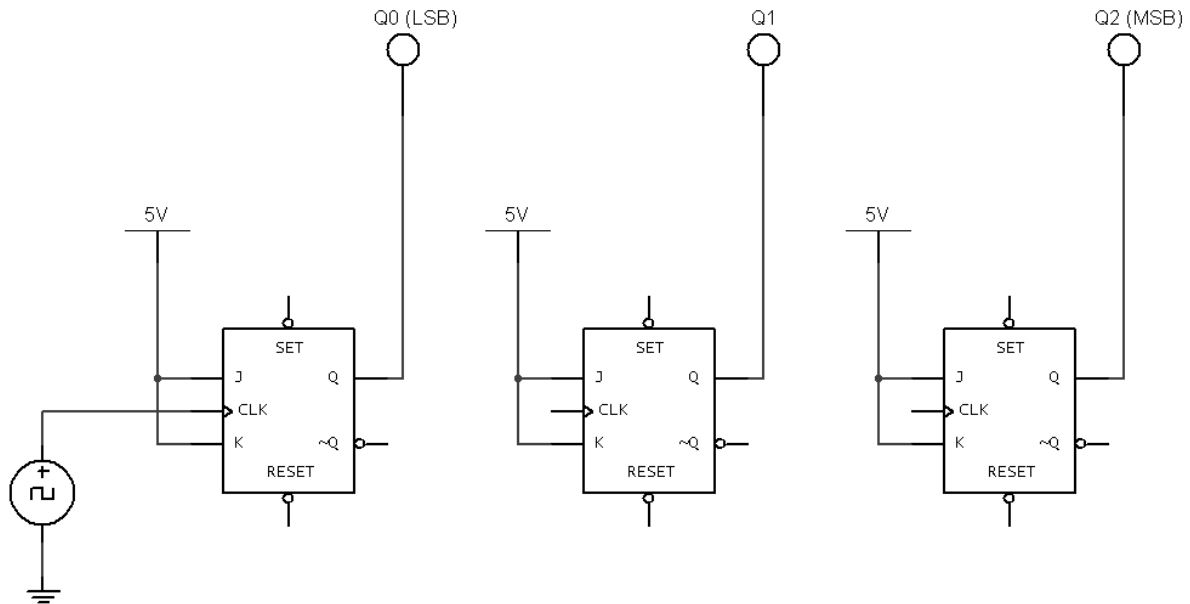 Q0 (LSB)
Q1
Q2 (MSB)
5V
5V
5V
SET
J
Q
CLK
K
~Q
RESET
SET
J
Q
CLK
K
~Q
RESET
SET
J
Q
CLK
K
~Q
RESET
+